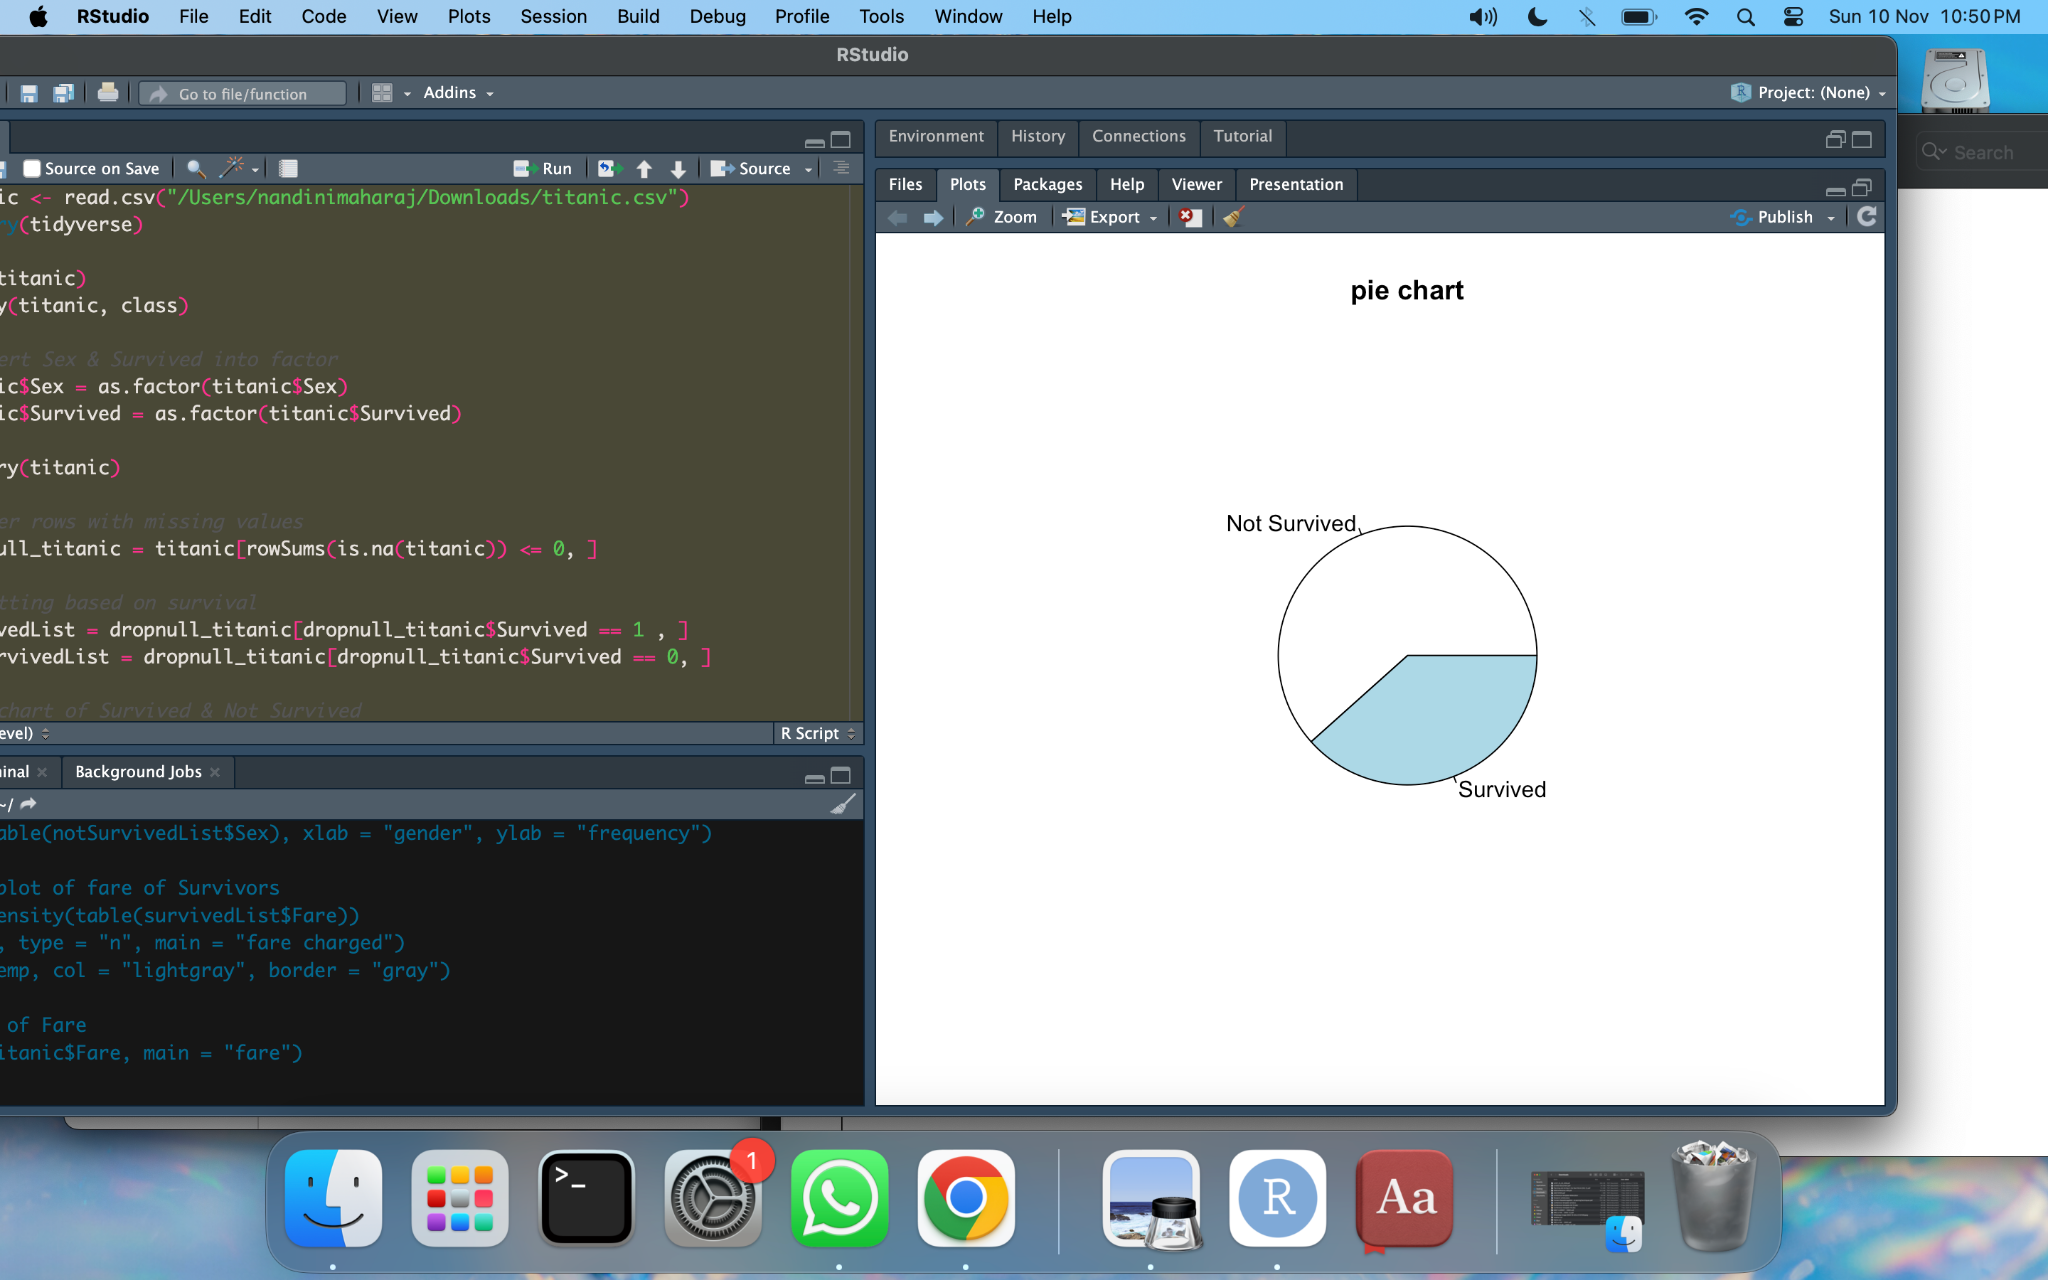 RStudio File Edit Code View Plots Session Build Debug Profile Tools Window Help Sun 10 Nov 10:50 PM
RStudio
Go to file/function Addins Project: (None)
Source on Save Run Source
ic <- read.csv("/Users/nandinimaharaj/Downloads/titanic.csv")
ry(tidyverse)
titanic)
y(titanic, class)
ert Sex & Survived into factor
ic$Sex = as.factor(titanic$Sex)
ic$Survived = as.factor(titanic$Survived)
ry(titanic)
er rows with missing values
ull_titanic = titanic[rowSums(is.na(titanic)) <= 0, ]
tting based on survival
vedList = dropnull_titanic[dropnull_titanic$Survived == 1 , ]
rvivedList = dropnull_titanic[dropnull_titanic$Survived == 0, ]
chart of Survived & Not Survived
evel) R Script
inal Background Jobs
~/
able(notSurvivedList$Sex), xlab = "gender", ylab = "frequency")
plot of fare of Survivors
ensity(table(survivedList$Fare))
, type = "n", main = "fare charged")
emp, col = "lightgray", border = "gray")
of Fare
itanic$Fare, main = "fare")
Environment History Connections Tutorial
Files Plots Packages Help Viewer Presentation
Zoom Export Publish
pie chart
Not Survived
Survived
Search
>_
1
R
Aa